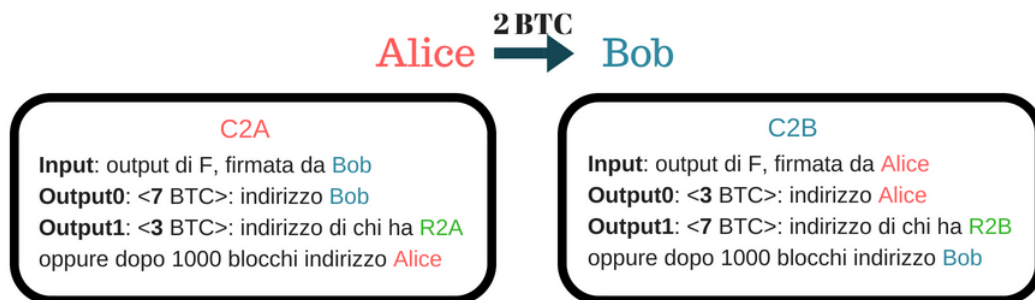 2 BTC
Alice Bob
C2A
Input: output di F, firmata da Bob
Output0: <7 BTC>: indirizzo Bob
Output1: <3 BTC>: indirizzo di chi ha R2A
oppure dopo 1000 blocchi indirizzo Alice
C2B
Input: output di F, firmata da Alice
Output0: <3 BTC>: indirizzo Alice
Output1: <7 BTC>: indirizzo di chi ha R2B
oppure dopo 1000 blocchi indirizzo Bob